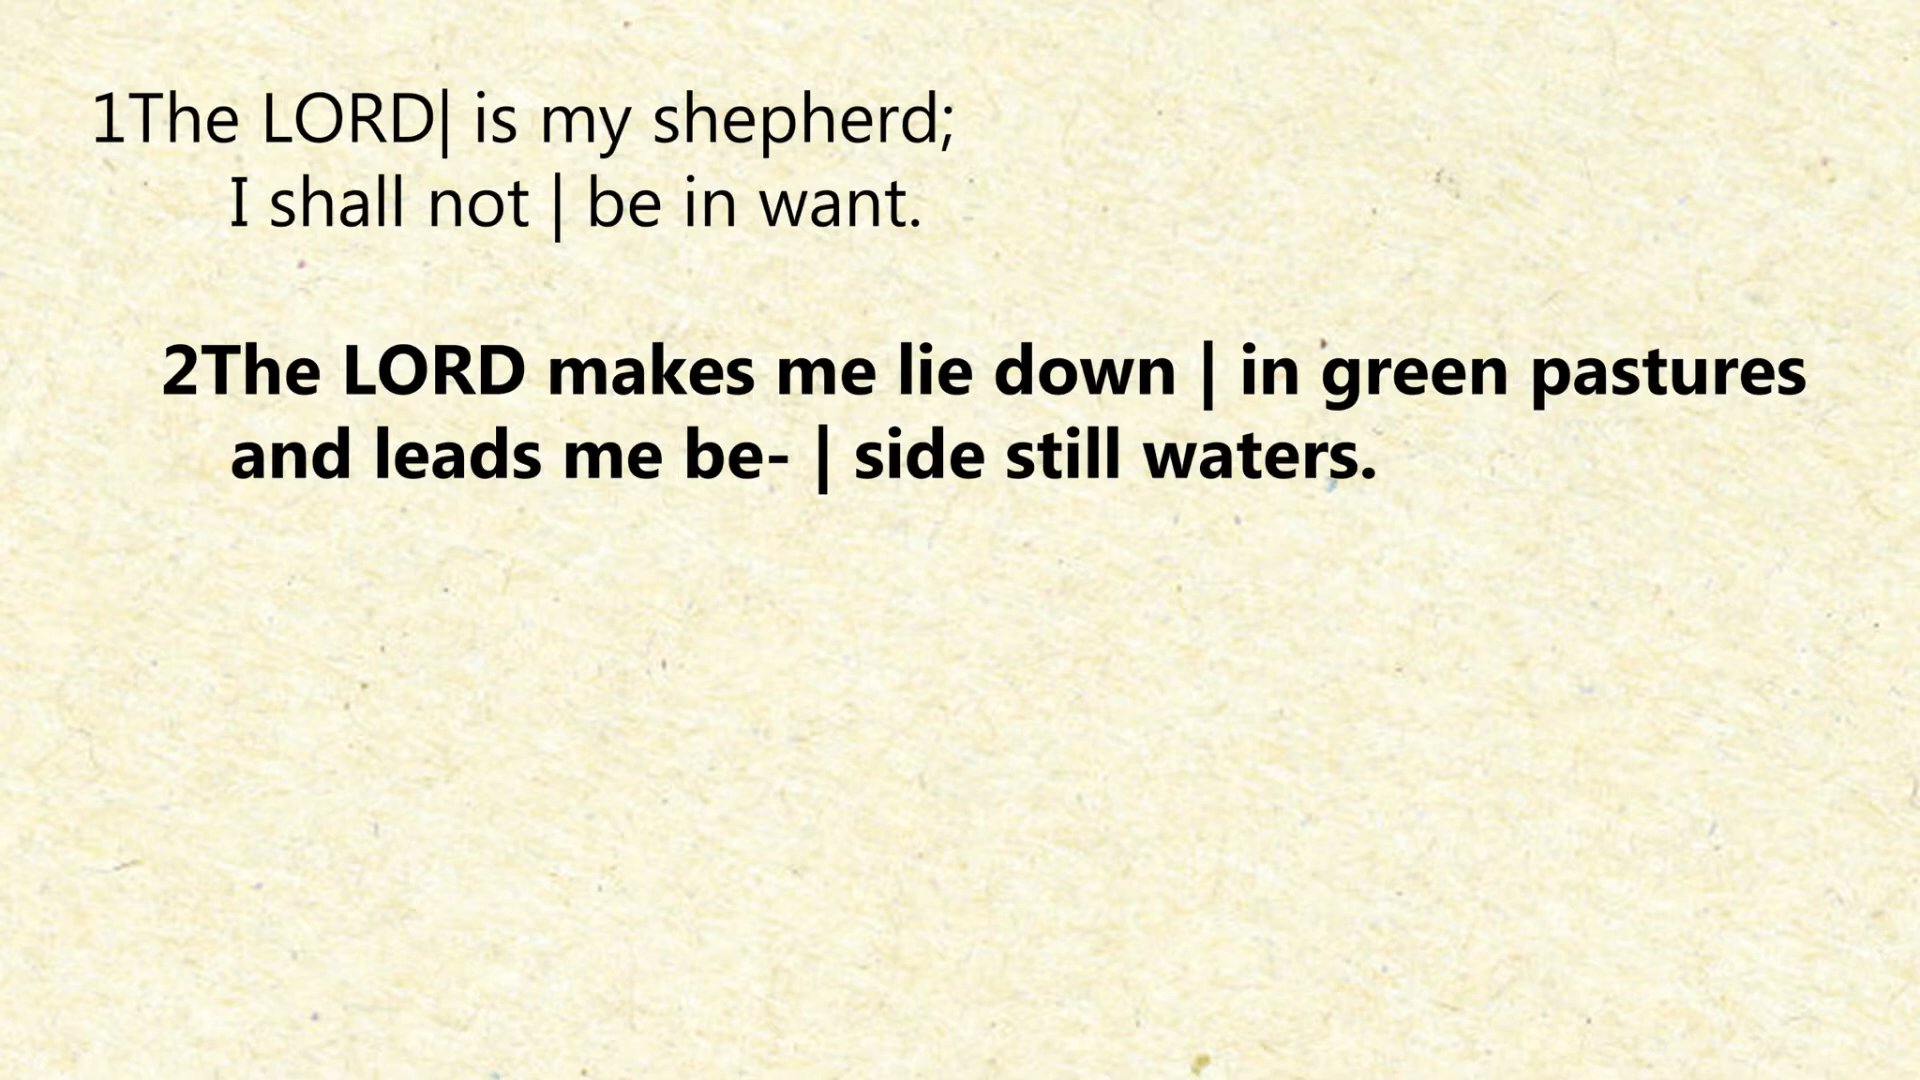 1The LORD| is my shepherd;
I shall not | be in want.
2The LORD makes me lie down | in green pastures
and leads me be- | side still waters.